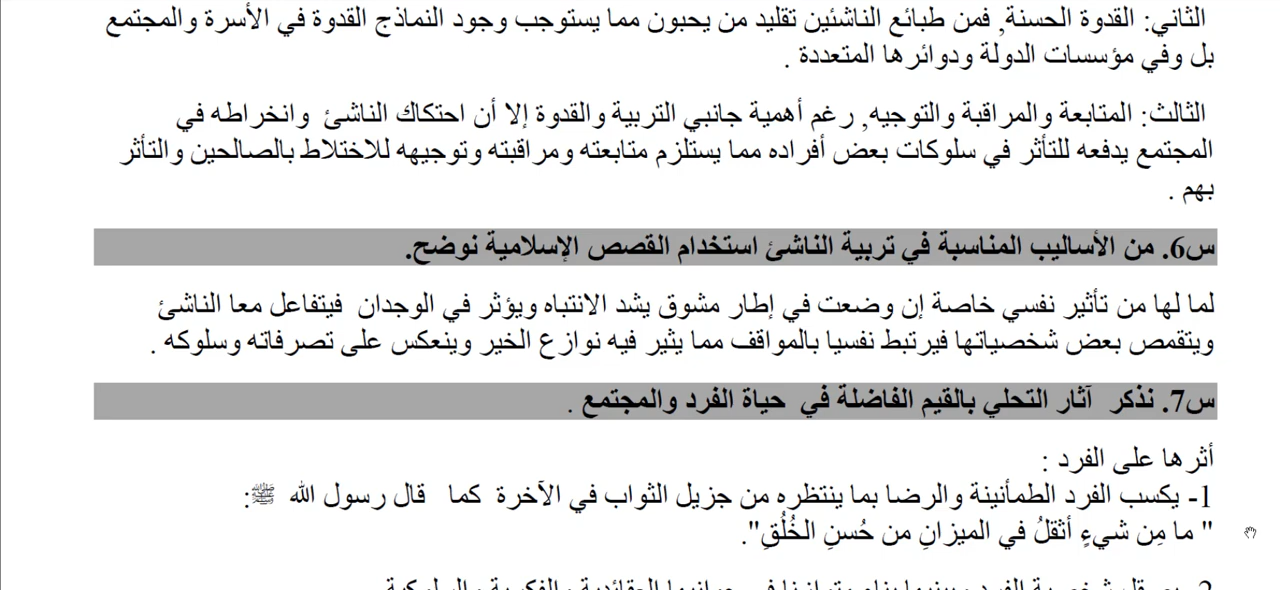 الثاني: القدوة الحسنة, فمن طبائع الناشئين تقليد من يحبون مما يستوجب وجود النماذج القدوة في الأسرة والمجتمع
بل وفي مؤسسات الدولة ودوائرها المتعددة .
الثالث: المتابعة والمراقبة والتوجيه, رغم أهمية جانبي التربية والقدوة إلا أن احتكاك الناشئ وانخراطه في
المجتمع يدفعه للتأثر في سلوكات بعض أفراده مما يستلزم متابعته ومراقبته وتوجيهه للاختلاط بالصالحين والتأثر
بهم .
س6. من الأساليب المناسبة في تربية الناشئ استخدام القصص الإسلامية نوضح.
لما لها من تأثير نفسي خاصة إن وضعت في إطار مشوق يشد الانتباه ويؤثر في الوجدان فيتفاعل معا الناشئ
ويتقمص بعض شخصياتها فيرتبط نفسيا بالمواقف مما يثير فيه نوازع الخير وينعكس على تصرفاته وسلوكه .
س7. نذكر آثار التحلي بالقيم الفاضلة في حياة الفرد والمجتمع .
أثرها على الفرد :
1- يكسب الفرد الطمأنينة والرضا بما ينتظره من جزيل الثواب في الآخرة كما قال رسول الله ﷺ:
" ما مِن شيءٍ أثقلُ في الميزانِ من حُسنِ الخُلُقِ".